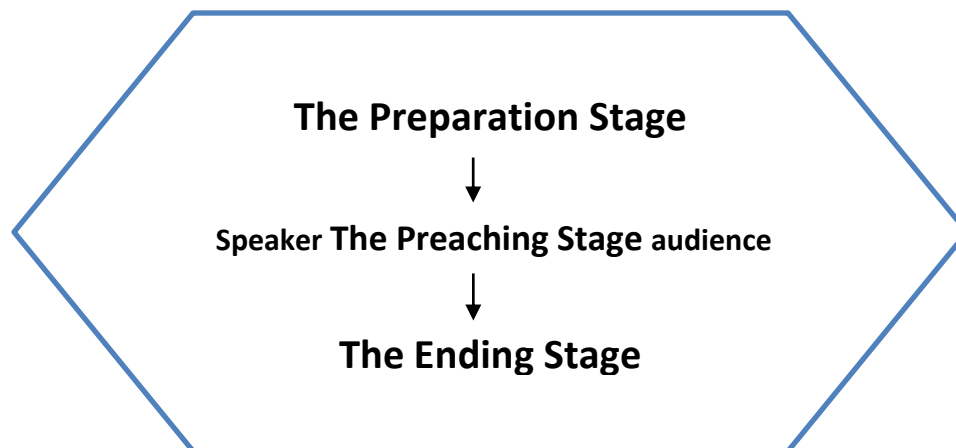 The Preparation Stage
Speaker The Preaching Stage audience
The Ending Stage